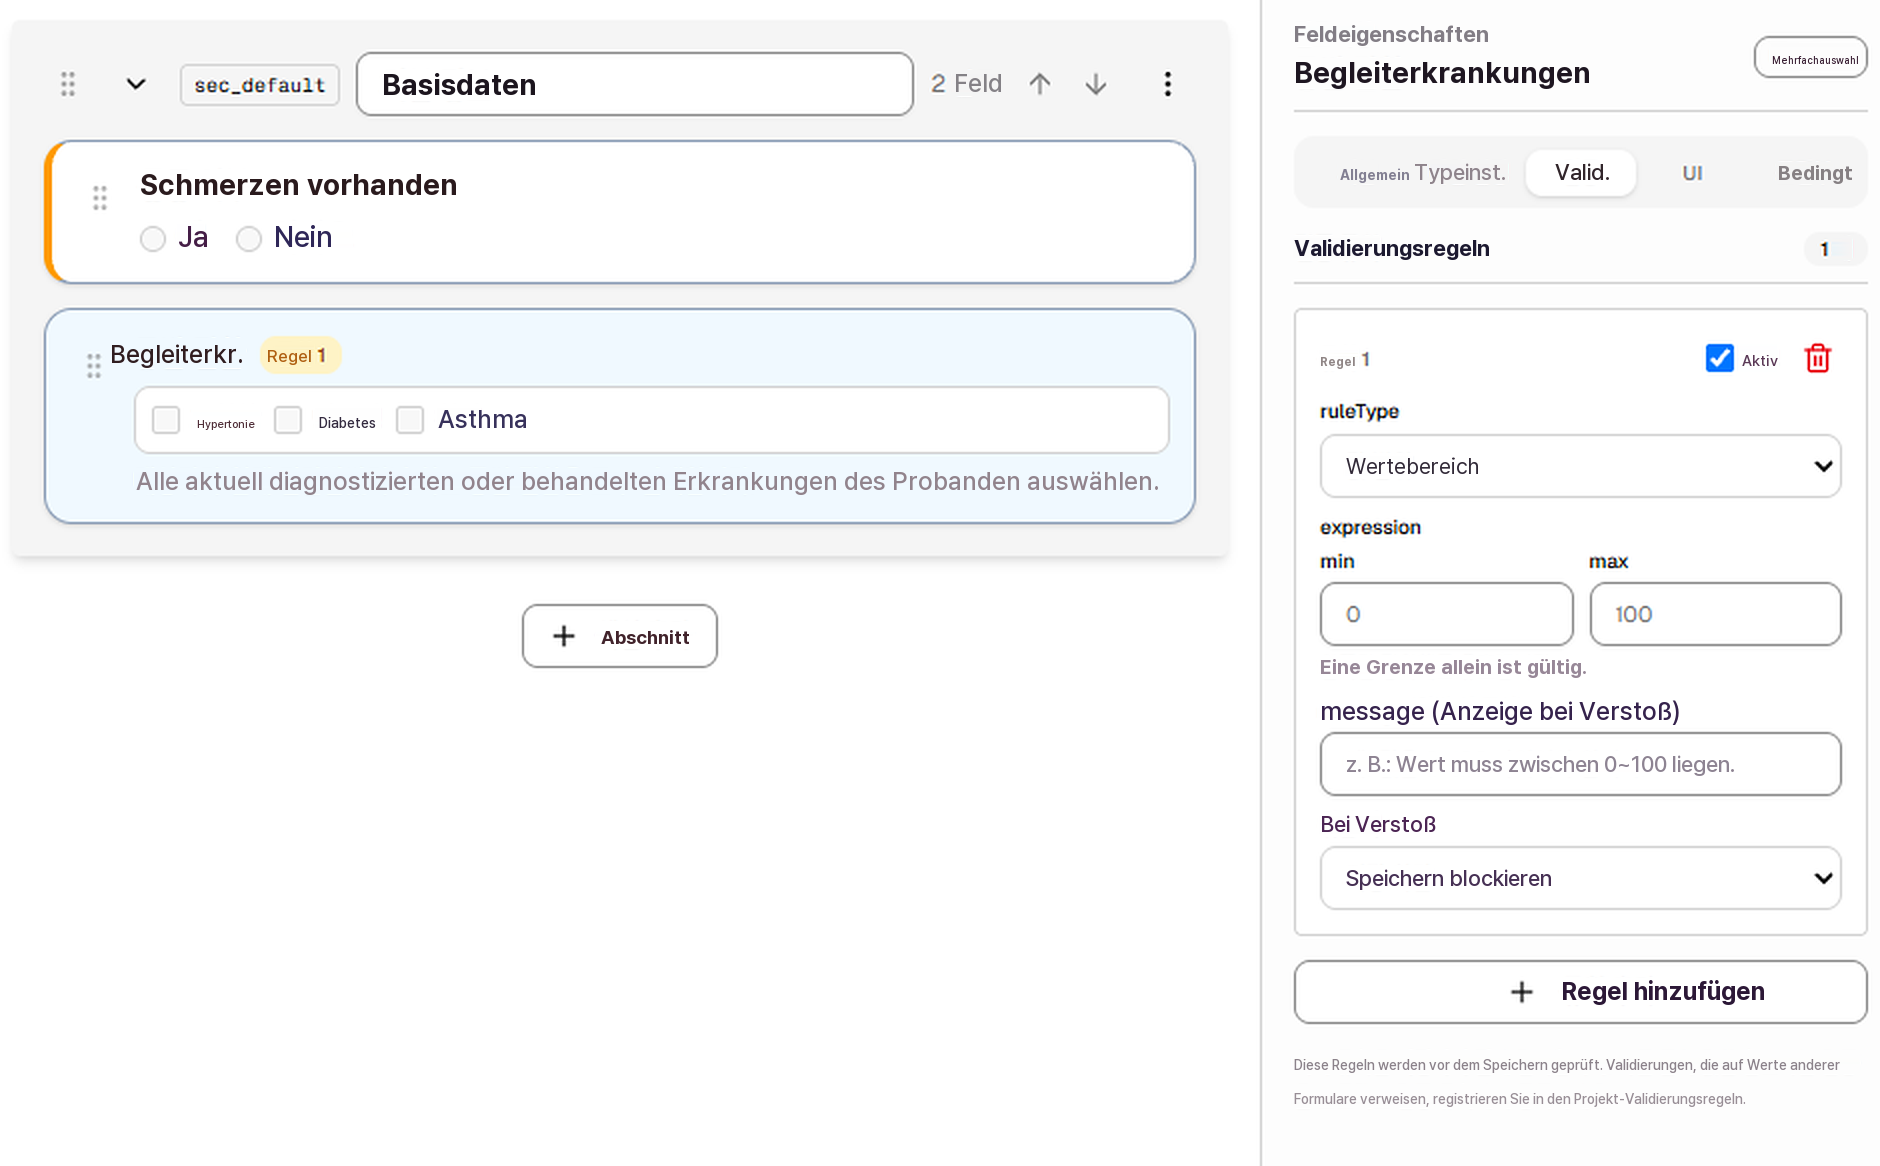 sec_default Basisdaten 2 Feld
Schmerzen vorhanden
Ja Nein
Begleiterkr. Regel 1
Hypertonie Diabetes Asthma
Alle aktuell diagnostizierten oder behandelten Erkrankungen des Probanden auswählen.
Abschnitt
Feldeigenschaften
Begleiterkrankungen
Mehrfachauswahl
Allgemein Typeinst. Valid. UI Bedingt
Validierungsregeln 1
Regel 1 Aktiv
ruleType
Wertebereich
expression
min max
0 100
Eine Grenze allein ist gültig.
message (Anzeige bei Verstoß)
z. B.: Wert muss zwischen 0~100 liegen.
Bei Verstoß
Speichern blockieren
Regel hinzufügen
Diese Regeln werden vor dem Speichern geprüft. Validierungen, die auf Werte anderer
Formulare verweisen, registrieren Sie in den Projekt-Validierungsregeln.